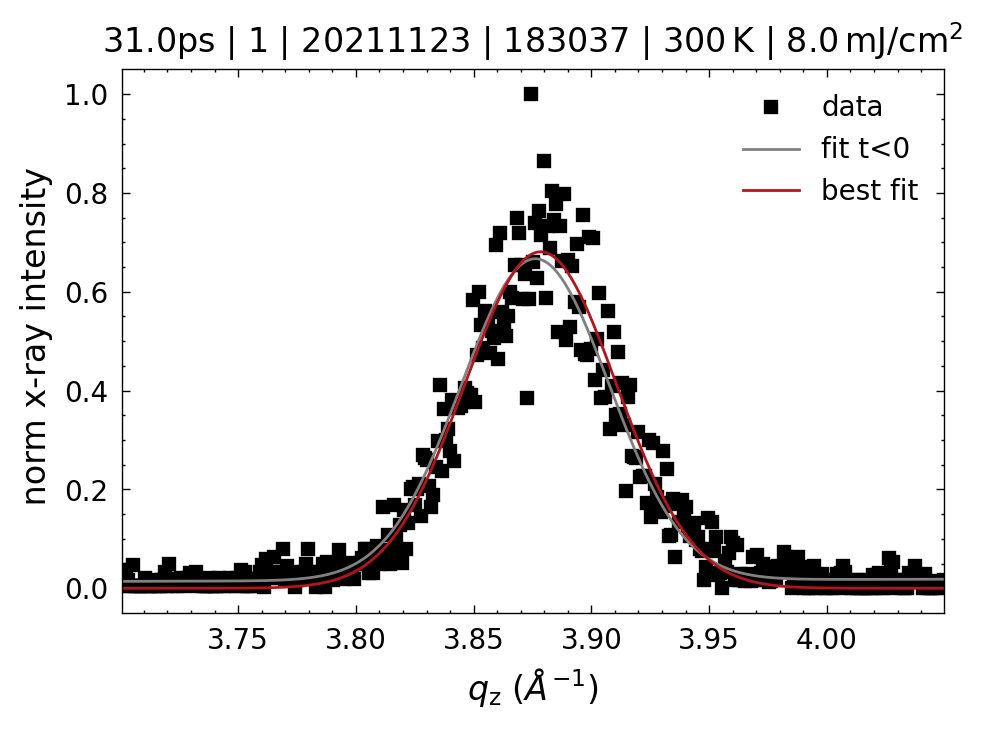 31.0ps | 1 | 20211123 | 183037 | 300 K | 8.0 mJ/cm²
norm x-ray intensity
1.0
0.8
0.6
0.4
0.2
0.0
data
fit t<0
best fit
3.75 3.80 3.85 3.90 3.95 4.00
q_z (Å⁻¹)